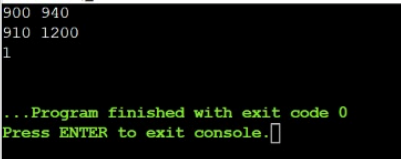 900 940
910 1200
1
...Program finished with exit code 0
Press ENTER to exit console.